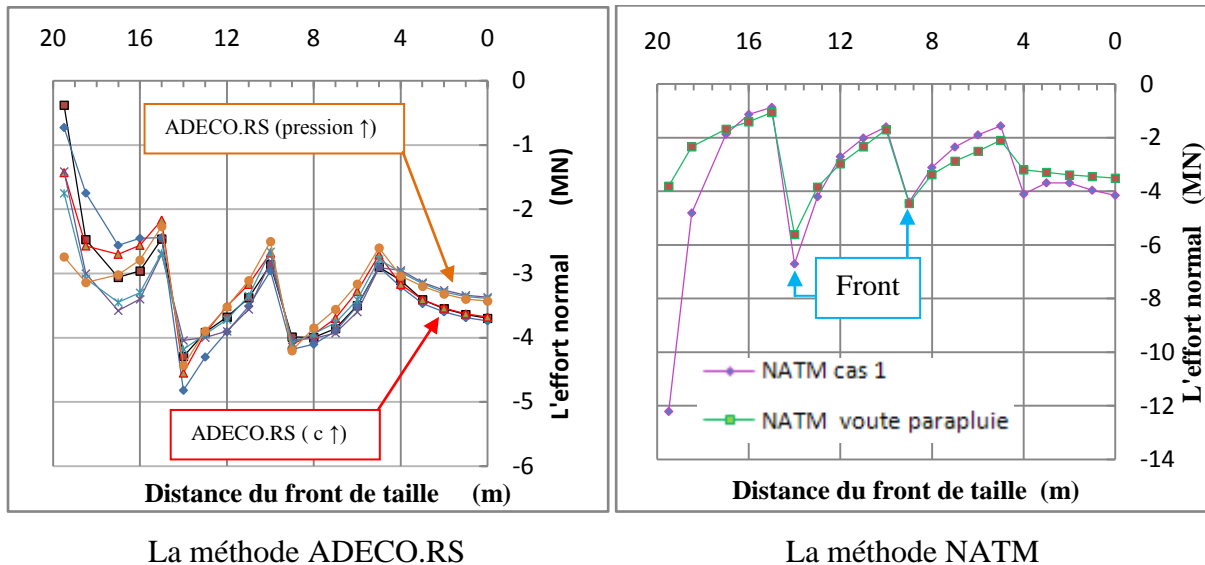 20 16 12 8 4 0
0
-1
-2
-3
-4
-5
-6
L'effort normal (MN)
ADECO.RS (pression ↑)
ADECO.RS ( c ↑)
Distance du front de taille (m)
La méthode ADECO.RS
20 16 12 8 4 0
0
-2
-4
-6
-8
-10
-12
-14
L'effort normal (MN)
Front
NATM cas 1
NATM voute parapluie
Distance du front de taille (m)
La méthode NATM